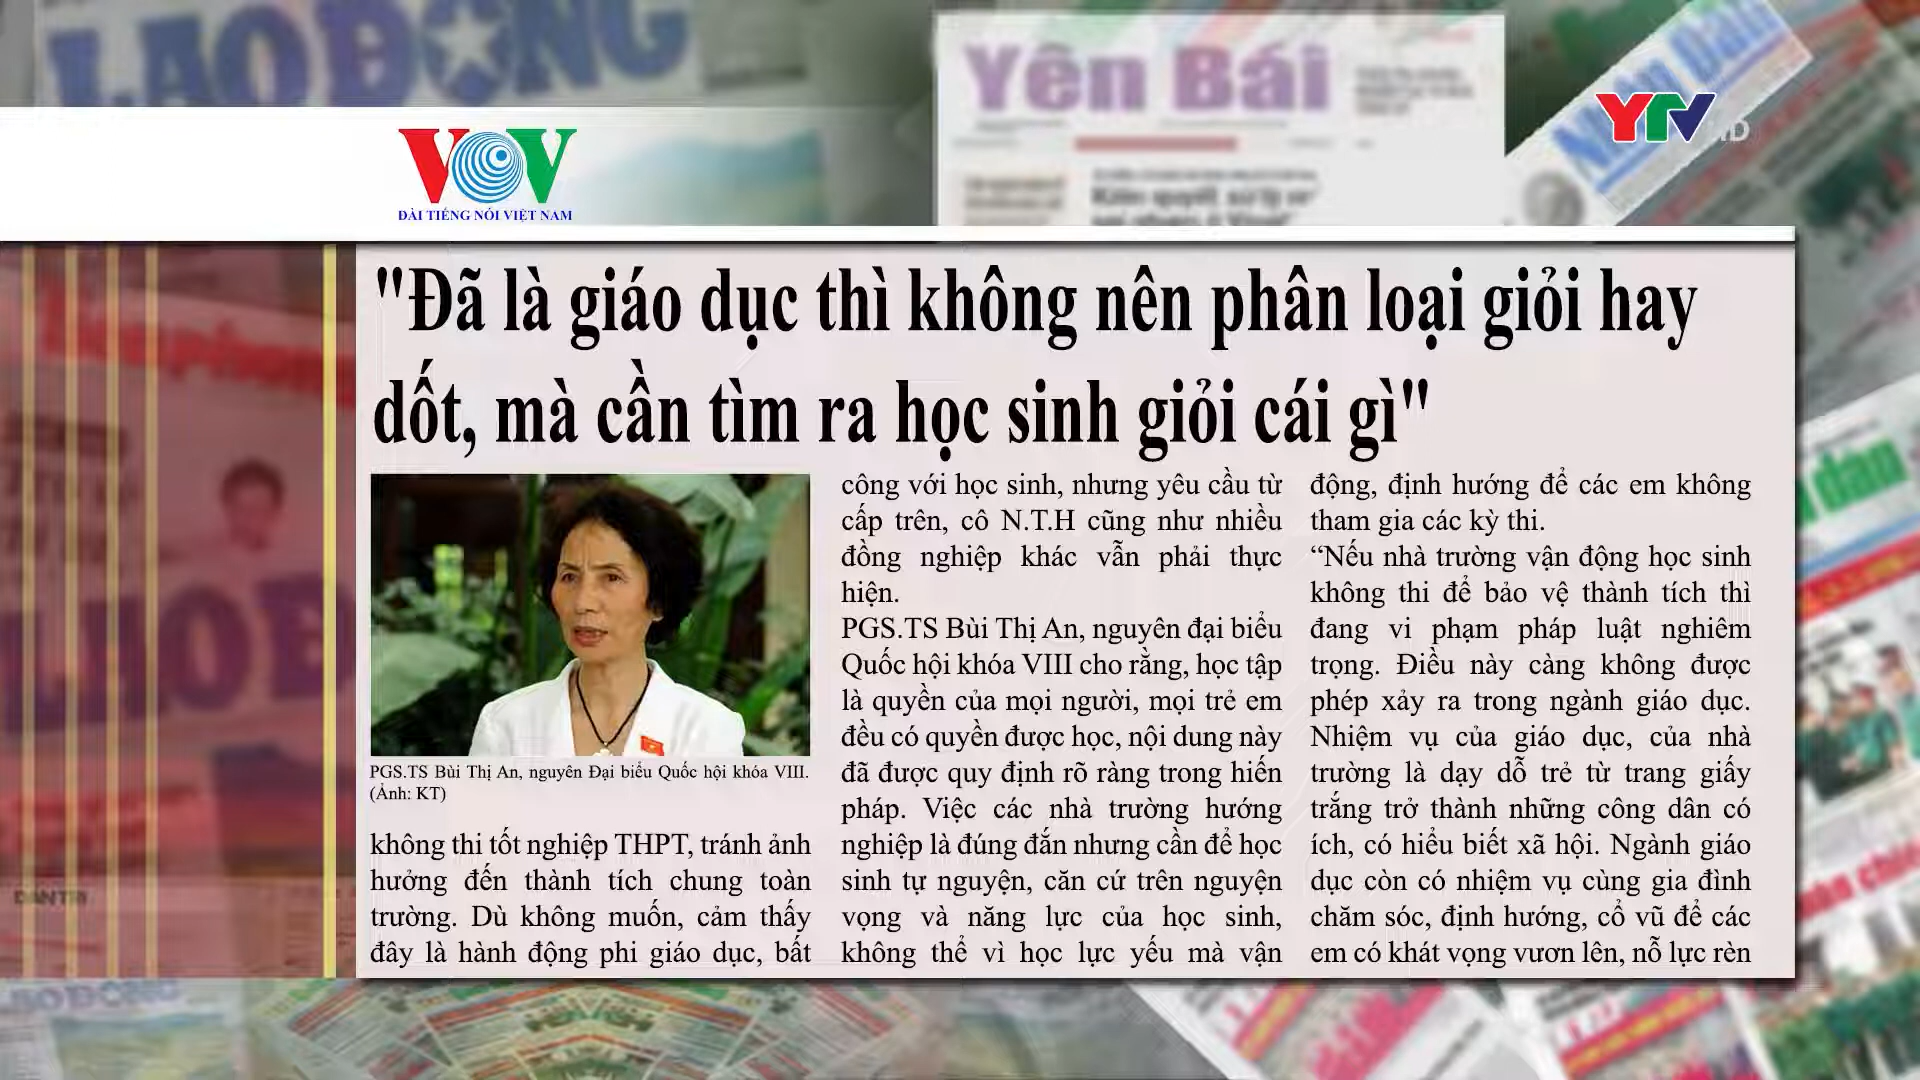 LAO ĐỘNG
Yên Bái
Nhân Dân
YTV HD
VOV
ĐÀI TIẾNG NÓI VIỆT NAM
"Đã là giáo dục thì không nên phân loại giỏi hay
dốt, mà cần tìm ra học sinh giỏi cái gì"
PGS.TS Bùi Thị An, nguyên Đại biểu Quốc hội khóa VIII.
(Ảnh: KT)
không thi tốt nghiệp THPT, tránh ảnh
hưởng đến thành tích chung toàn
trường. Dù không muốn, cảm thấy
đây là hành động phi giáo dục, bất
công với học sinh, nhưng yêu cầu từ
cấp trên, cô N.T.H cũng như nhiều
đồng nghiệp khác vẫn phải thực
hiện.
PGS.TS Bùi Thị An, nguyên đại biểu
Quốc hội khóa VIII cho rằng, học tập
là quyền của mọi người, mọi trẻ em
đều có quyền được học, nội dung này
đã được quy định rõ ràng trong hiến
pháp. Việc các nhà trường hướng
nghiệp là đúng đắn nhưng cần để học
sinh tự nguyện, căn cứ trên nguyện
vọng và năng lực của học sinh,
không thể vì học lực yếu mà vận
động, định hướng để các em không
tham gia các kỳ thi.
“Nếu nhà trường vận động học sinh
không thi để bảo vệ thành tích thì
đang vi phạm pháp luật nghiêm
trọng. Điều này càng không được
phép xảy ra trong ngành giáo dục.
Nhiệm vụ của giáo dục, của nhà
trường là dạy dỗ trẻ từ trang giấy
trắng trở thành những công dân có
ích, có hiểu biết xã hội. Ngành giáo
dục còn có nhiệm vụ cùng gia đình
chăm sóc, định hướng, cổ vũ để các
em có khát vọng vươn lên, nỗ lực rèn
LAO ĐỘNG
DANTRI